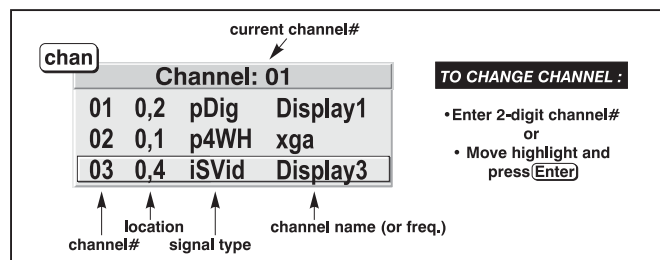 current channel#
chan
Channel: 01
01 0,2 pDig Display1
02 0,1 p4WH xga
03 0,4 iSVid Display3
channel#
location
signal type
channel name (or freq.)
TO CHANGE CHANNEL :
•Enter 2-digit channel#
or
• Move highlight and
press Enter